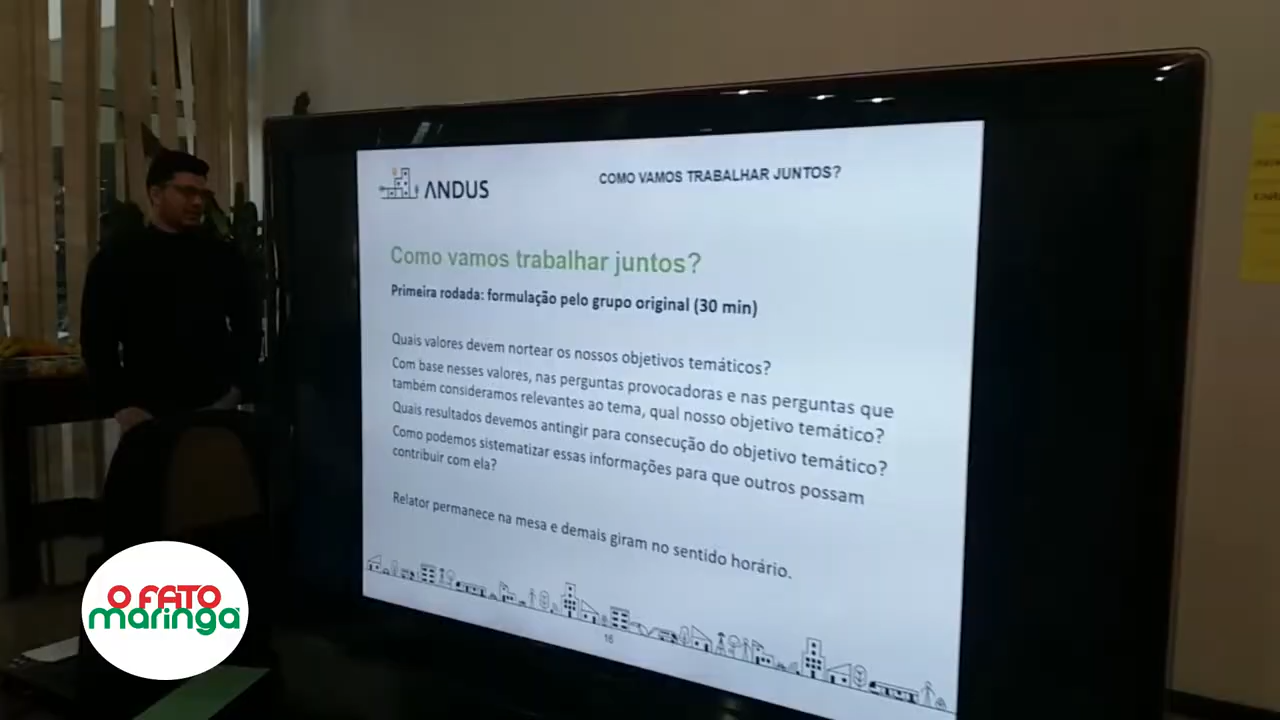 ANDUS
COMO VAMOS TRABALHAR JUNTOS?
Como vamos trabalhar juntos?
Primeira rodada: formulação pelo grupo original (30 min)
Quais valores devem nortear os nossos objetivos temáticos?
Com base nesses valores, nas perguntas provocadoras e nas perguntas que
também consideramos relevantes ao tema, qual nosso objetivo temático?
Quais resultados devemos antingir para consecução do objetivo temático?
Como podemos sistematizar essas informações para que outros possam
contribuir com ela?
Relator permanece na mesa e demais giram no sentido horário.
16
O FATO
maringá